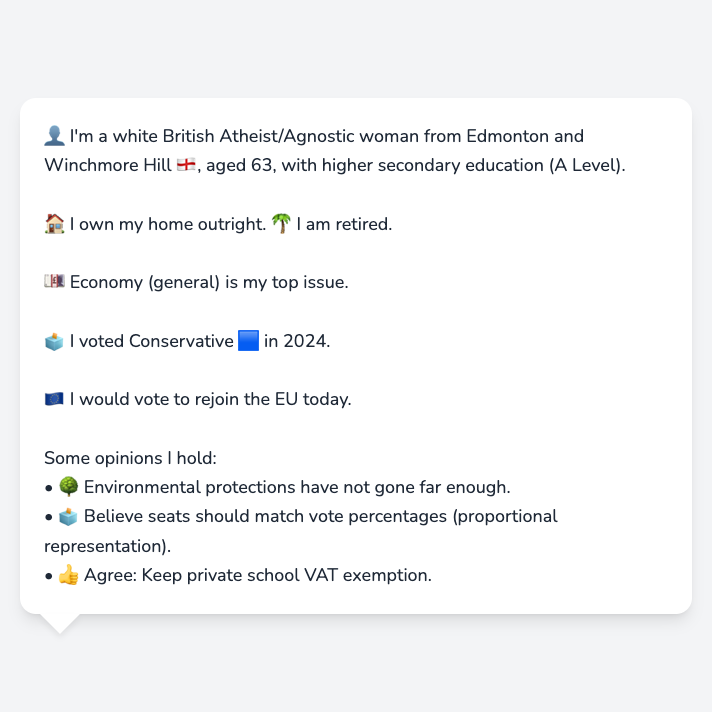 👤 I'm a white British Atheist/Agnostic woman from Edmonton and
Winchmore Hill 🏴󠁧󠁢󠁥󠁮󠁧󠁿, aged 63, with higher secondary education (A Level).
🏠 I own my home outright. 🌴 I am retired.
💷 Economy (general) is my top issue.
🗳️ I voted Conservative 🟦 in 2024.
🇪🇺 I would vote to rejoin the EU today.
Some opinions I hold:
• 🌳 Environmental protections have not gone far enough.
• 🗳️ Believe seats should match vote percentages (proportional
representation).
• 👍 Agree: Keep private school VAT exemption.